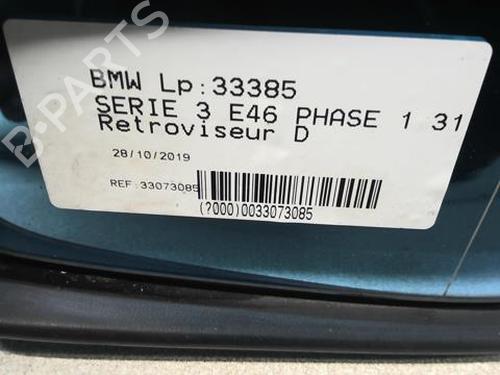 B-PARTS
BMW Lp:33385
SERIE 3 E46 PHASE 1 31
Retroviseur D
28/10/2019
REF:33073085
(?000)0033073085